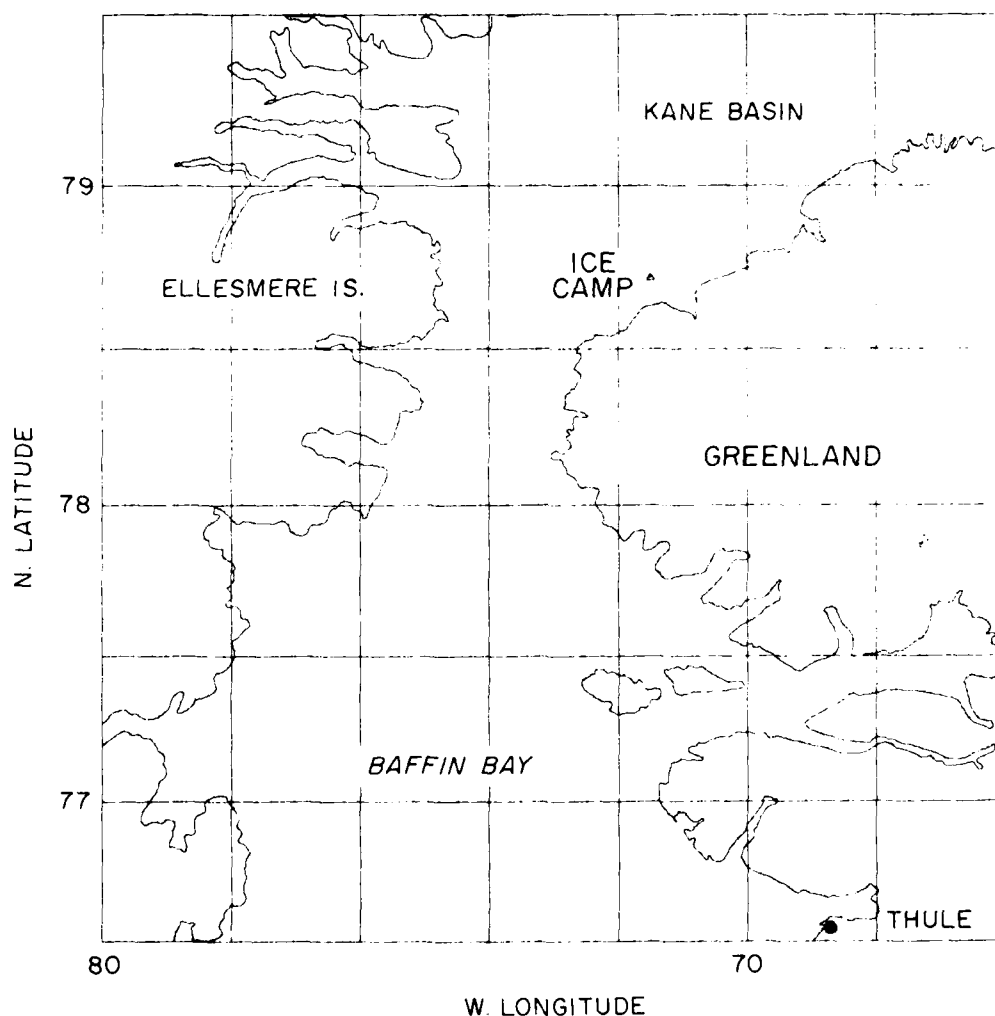 KANE BASIN
79
ICE
CAMP
ELLESMERE IS.
N. LATITUDE
GREENLAND
78
BAFFIN BAY
77
THULE
80
70
W. LONGITUDE